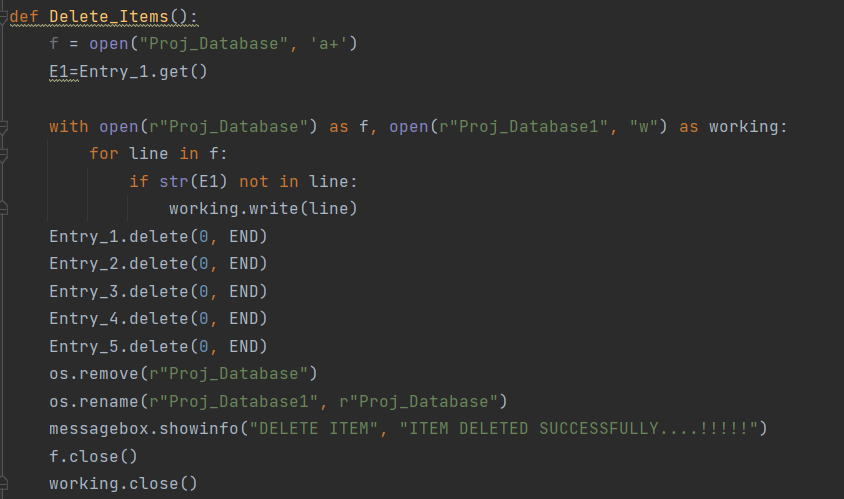 def Delete_Items():
    f = open("Proj_Database", 'a+')
    E1=Entry_1.get()

    with open(r"Proj_Database") as f, open(r"Proj_Database1", "w") as working:
        for line in f:
            if str(E1) not in line:
                working.write(line)
    Entry_1.delete(0, END)
    Entry_2.delete(0, END)
    Entry_3.delete(0, END)
    Entry_4.delete(0, END)
    Entry_5.delete(0, END)
    os.remove(r"Proj_Database")
    os.rename(r"Proj_Database1", r"Proj_Database")
    messagebox.showinfo("DELETE ITEM", "ITEM DELETED SUCCESSFULLY....!!!!!")
    f.close()
    working.close()